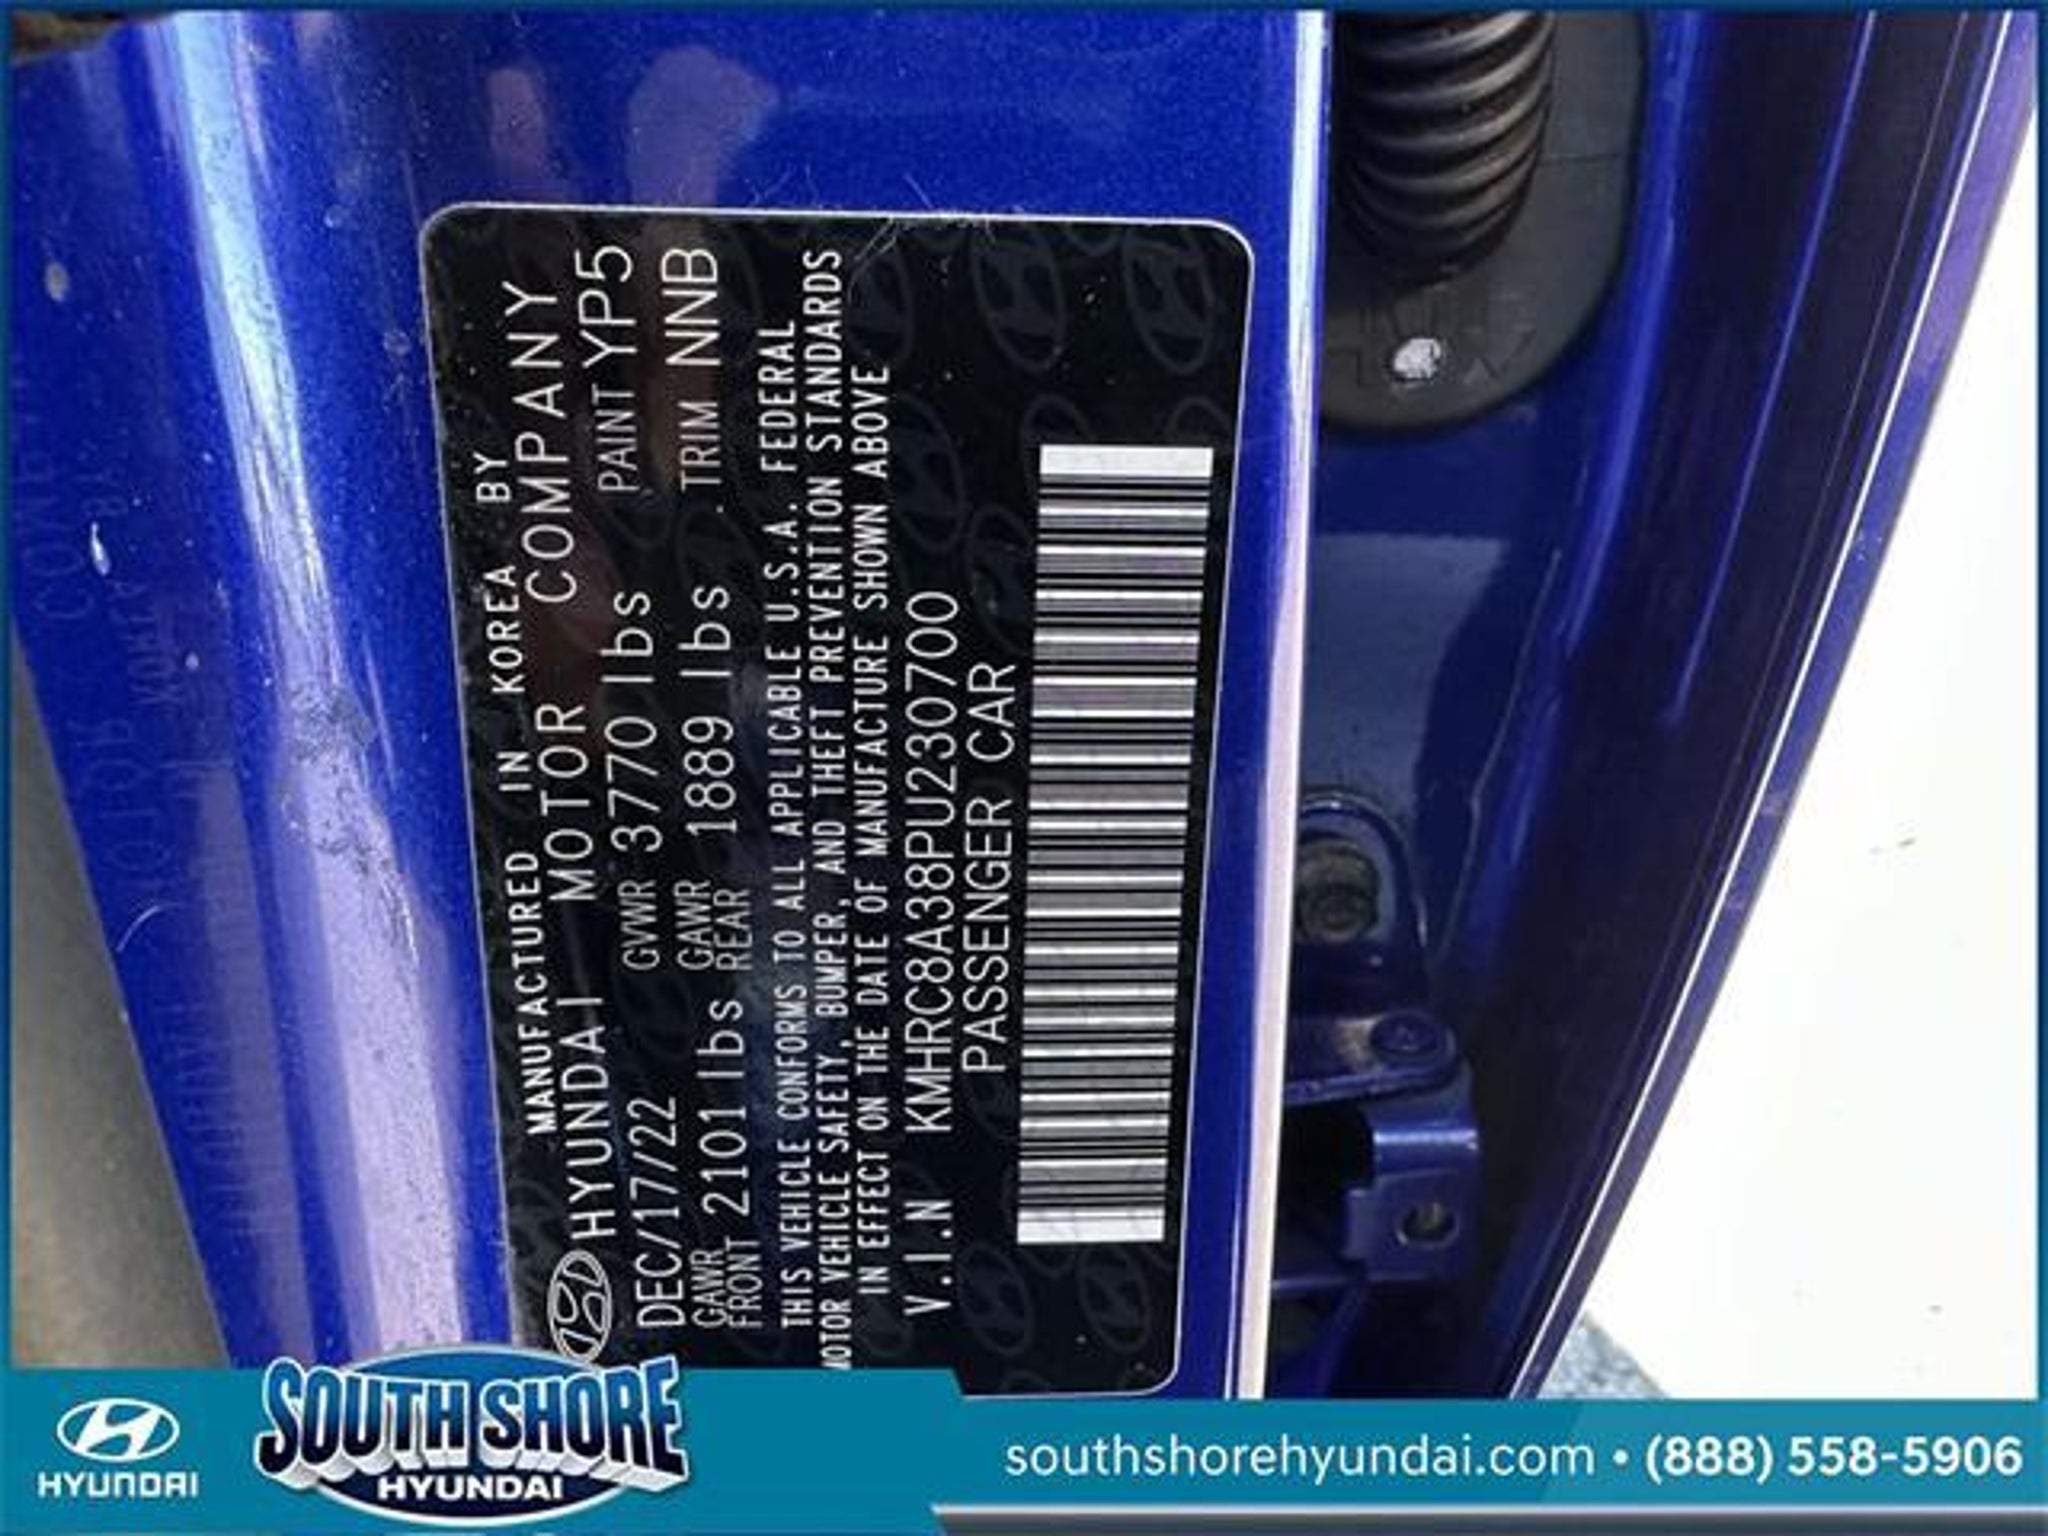 MANUFACTURED IN KOREA BY
HYUNDAI MOTOR COMPANY
DEC/17/22 GVWR 3770 lbs PAINT YP5
GAWR FRONT 2101 lbs GAWR REAR 1889 lbs TRIM NNB
THIS VEHICLE CONFORMS TO ALL APPLICABLE U.S.A. FEDERAL
MOTOR VEHICLE SAFETY, BUMPER, AND THEFT PREVENTION STANDARDS
IN EFFECT ON THE DATE OF MANUFACTURE SHOWN ABOVE
V.I.N KMHRC8A38PU230700
PASSENGER CAR
HYUNDAI
SOUTH SHORE
HYUNDAI
southshorehyundai.com • (888) 558-5906